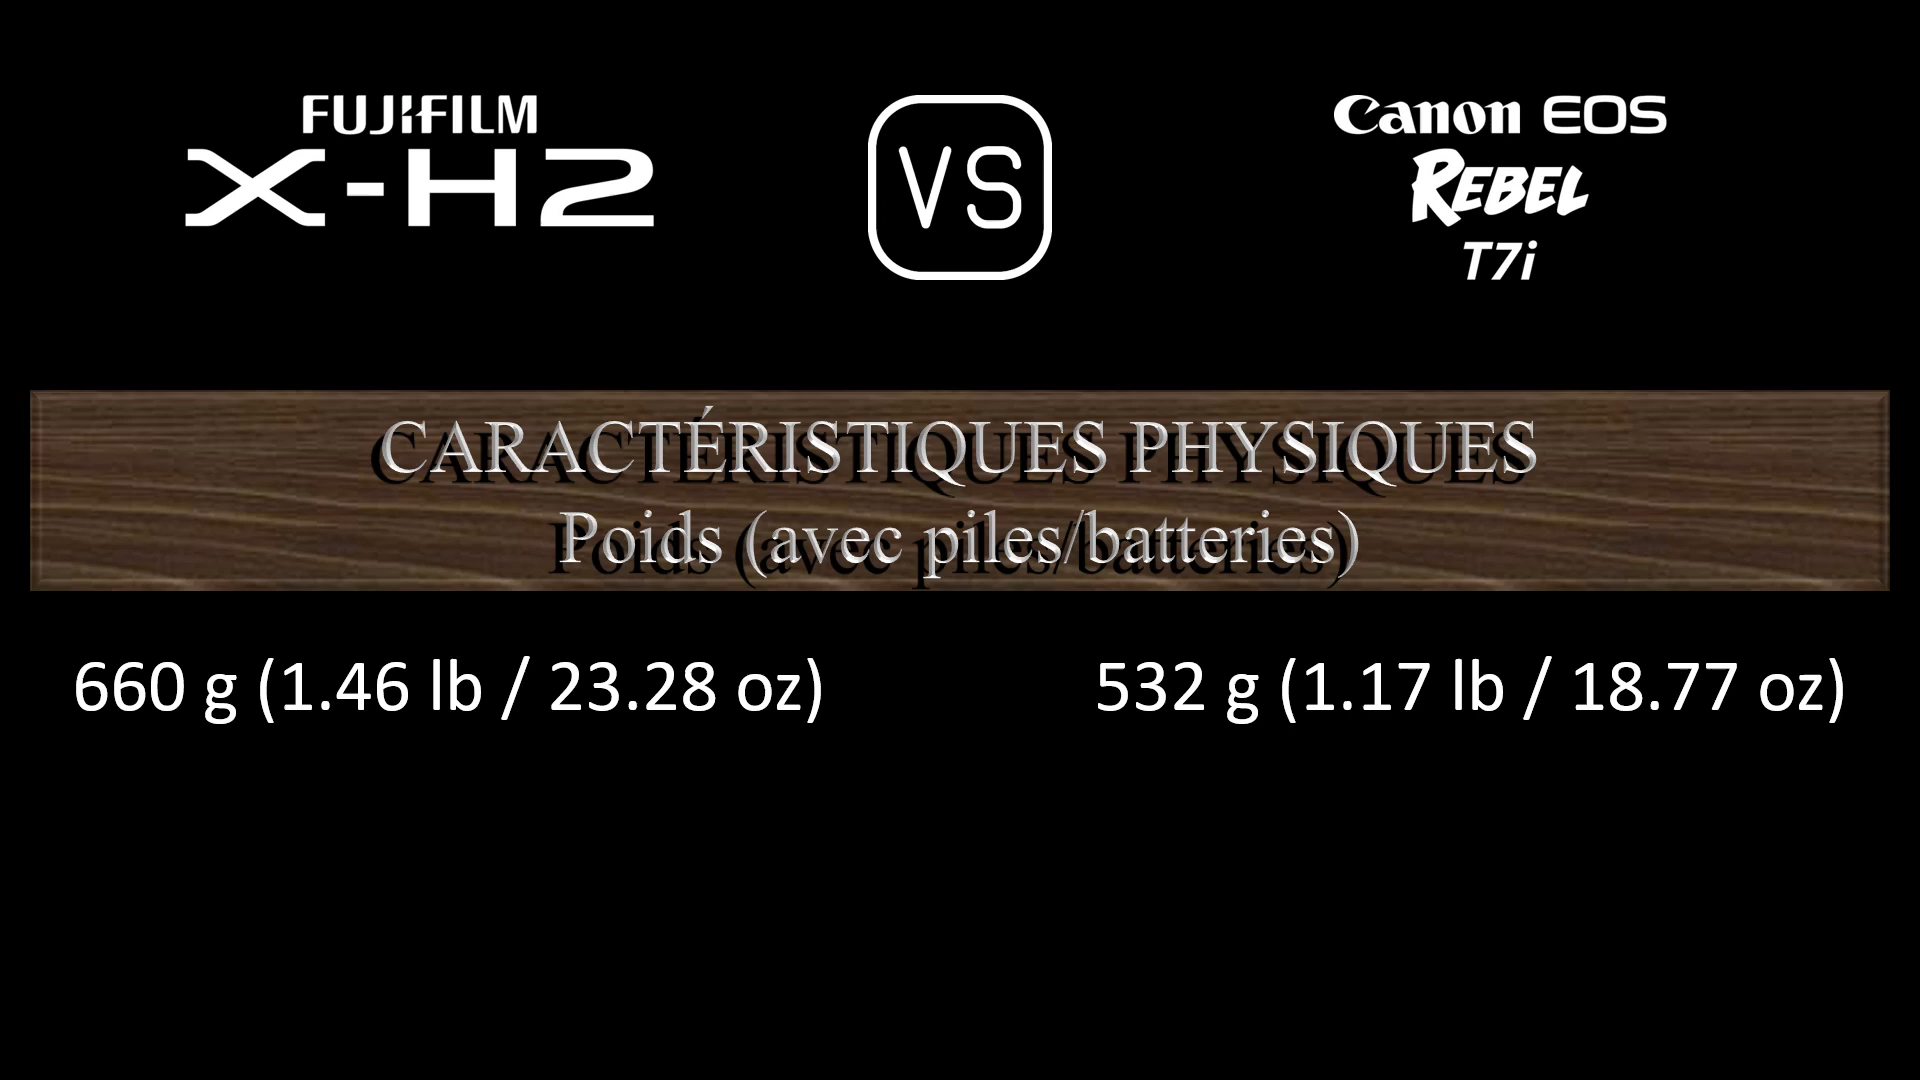 FUJIFILM
X-H2
VS
Canon EOS
REBEL
T7i
CARACTÉRISTIQUES PHYSIQUES
Poids (avec piles/batteries)
660 g (1.46 lb / 23.28 oz)
532 g (1.17 lb / 18.77 oz)